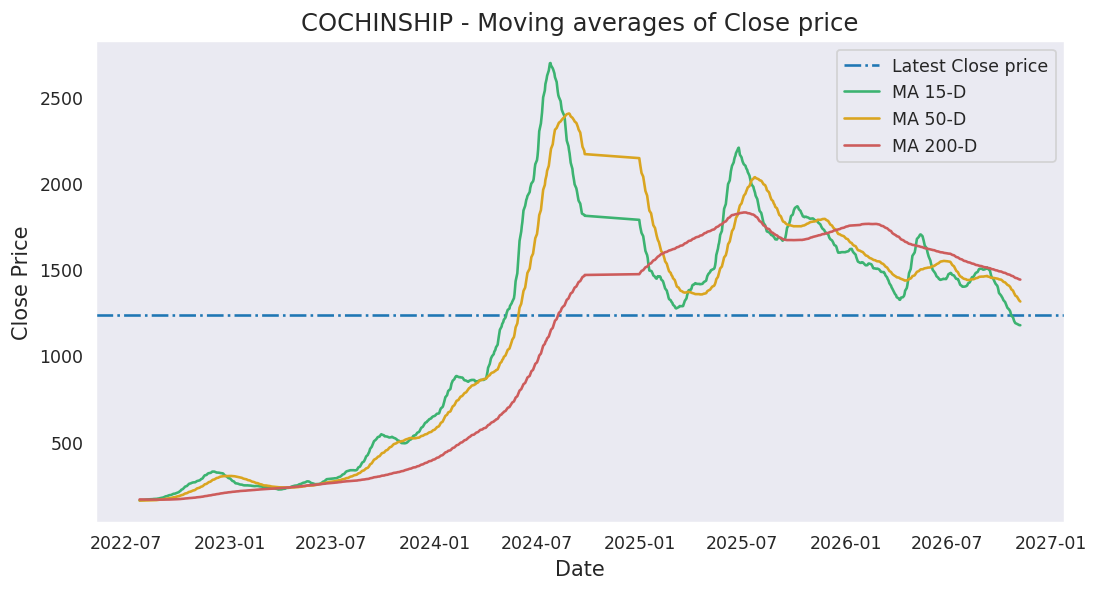 COCHINSHIP - Moving averages of Close price
Latest Close price
MA 15-D
MA 50-D
MA 200-D
Close Price
2500
2000
1500
1000
500
2022-07 2023-01 2023-07 2024-01 2024-07 2025-01 2025-07 2026-01 2026-07 2027-01
Date